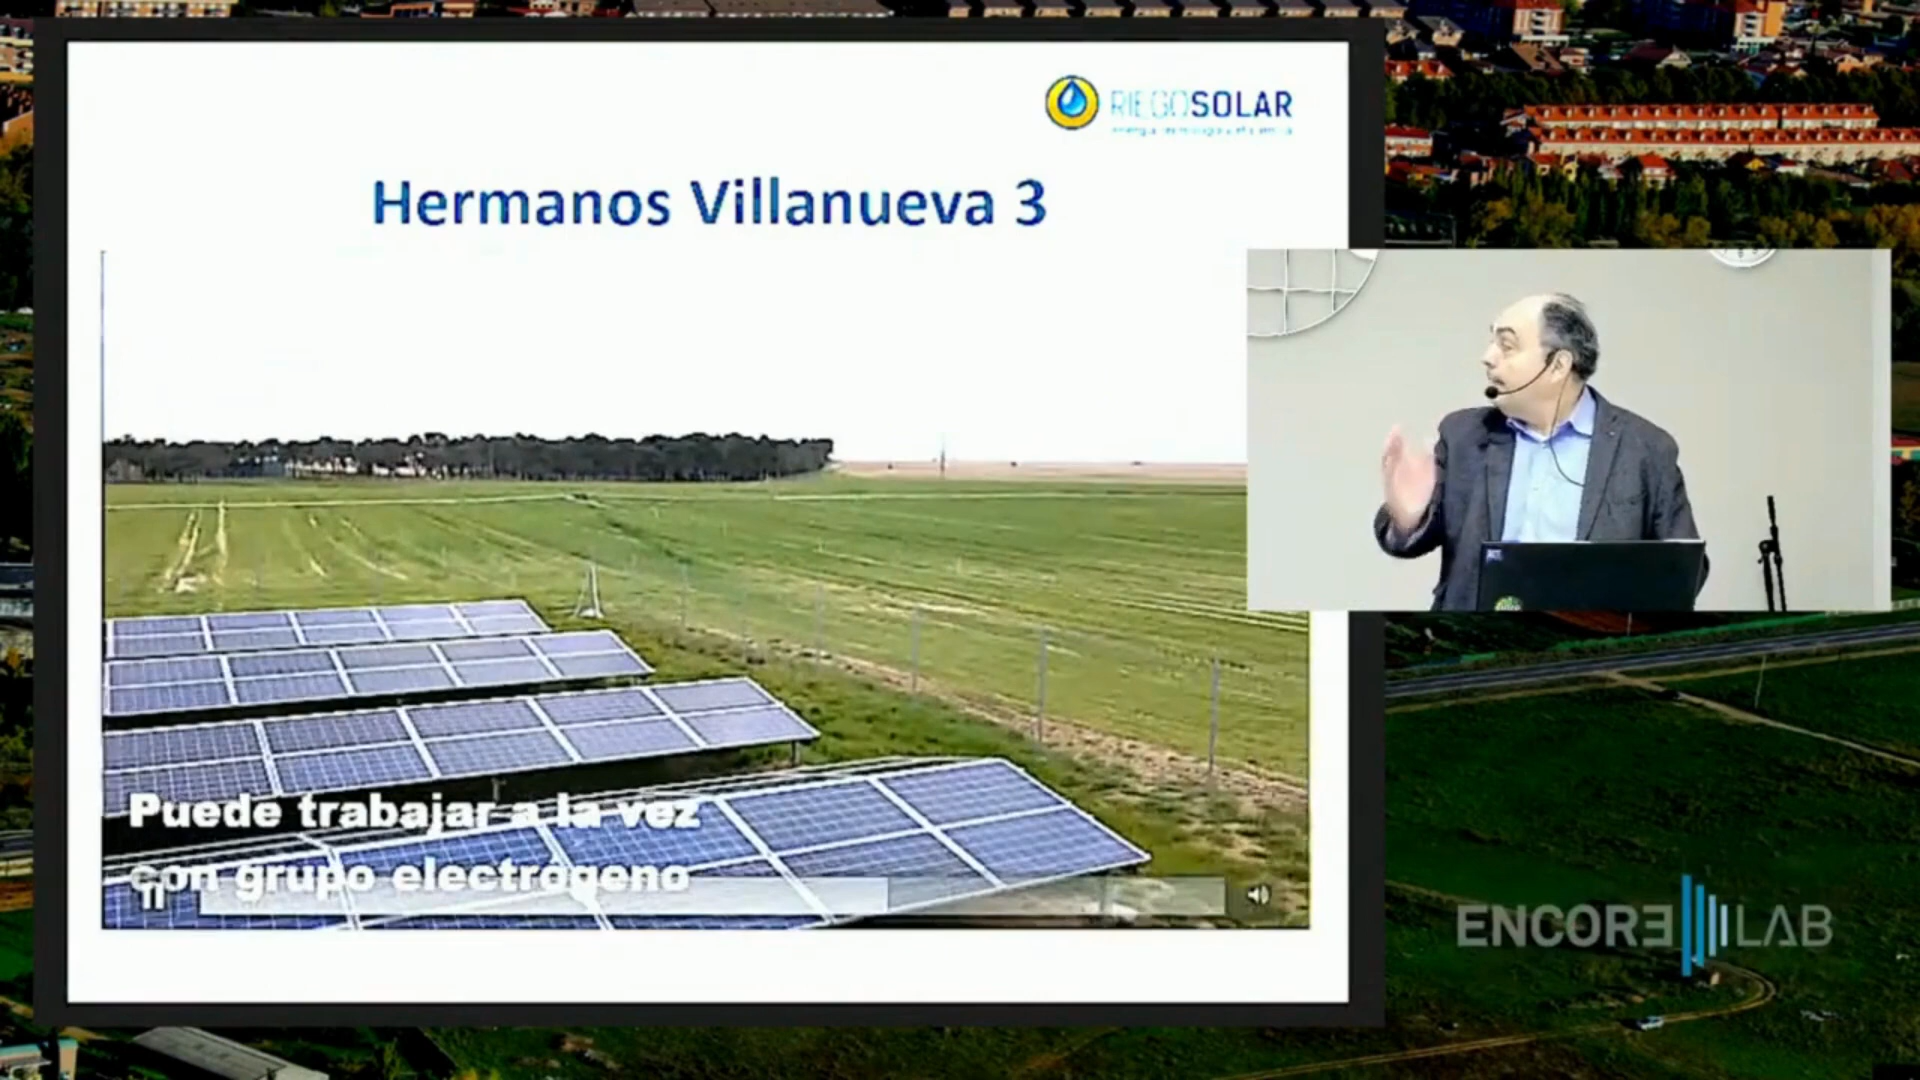 RIEGOSOLAR
Hermanos Villanueva 3
Puede trabajar a la vez
con grupo electrógeno
ENCORE LAB